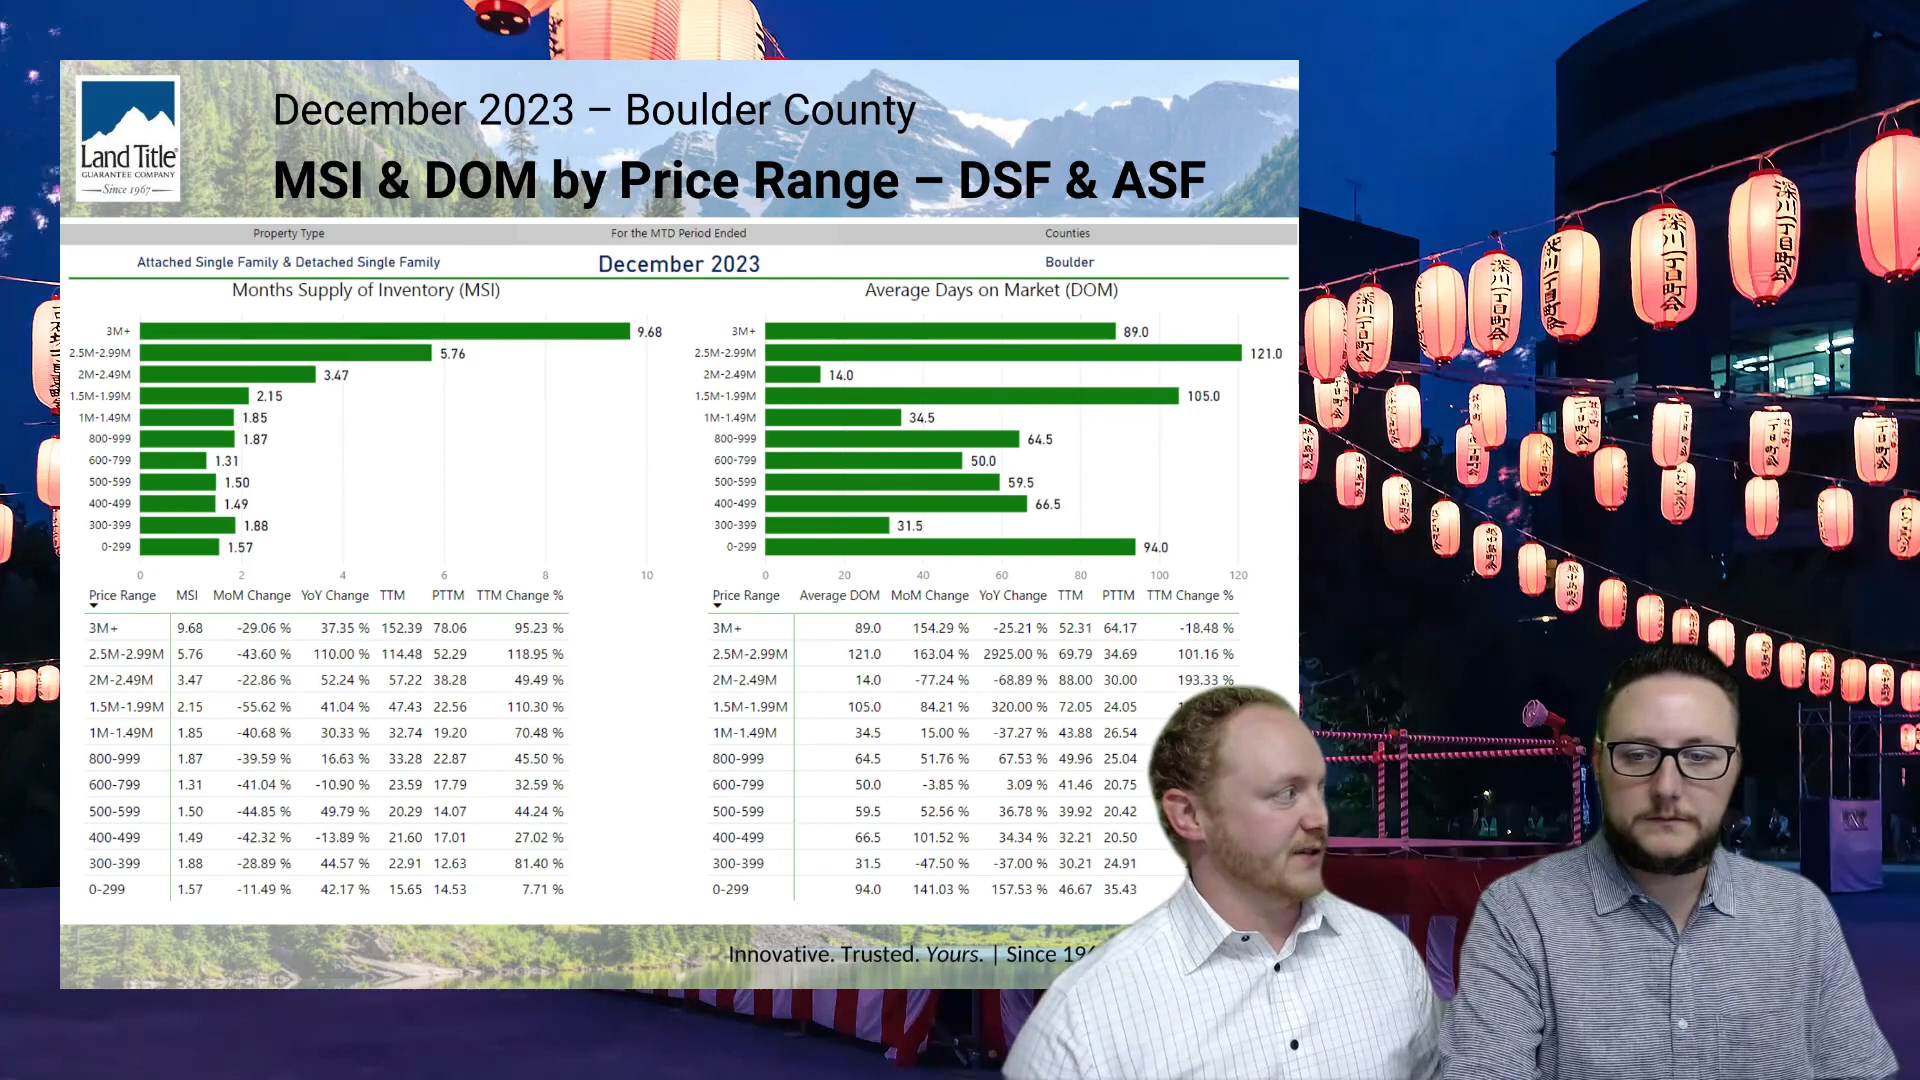 Land Title®
GUARANTEE COMPANY
Since 1967
December 2023 – Boulder County
MSI & DOM by Price Range – DSF & ASF
Property Type For the MTD Period Ended Counties
Attached Single Family & Detached Single Family December 2023 Boulder
Months Supply of Inventory (MSI)
3M+ 9.68
2.5M-2.99M 5.76
2M-2.49M 3.47
1.5M-1.99M 2.15
1M-1.49M 1.85
800-999 1.87
600-799 1.31
500-599 1.50
400-499 1.49
300-399 1.88
0-299 1.57
0 2 4 6 8 10
Average Days on Market (DOM)
3M+ 89.0
2.5M-2.99M 121.0
2M-2.49M 14.0
1.5M-1.99M 105.0
1M-1.49M 34.5
800-999 64.5
600-799 50.0
500-599 59.5
400-499 66.5
300-399 31.5
0-299 94.0
0 20 40 60 80 100 120
Price Range MSI MoM Change YoY Change TTM PTTM TTM Change %
3M+ 9.68 -29.06 % 37.35 % 152.39 78.06 95.23 %
2.5M-2.99M 5.76 -43.60 % 110.00 % 114.48 52.29 118.95 %
2M-2.49M 3.47 -22.86 % 52.24 % 57.22 38.28 49.49 %
1.5M-1.99M 2.15 -55.62 % 41.04 % 47.43 22.56 110.30 %
1M-1.49M 1.85 -40.68 % 30.33 % 32.74 19.20 70.48 %
800-999 1.87 -39.59 % 16.63 % 33.28 22.87 45.50 %
600-799 1.31 -41.04 % -10.90 % 23.59 17.79 32.59 %
500-599 1.50 -44.85 % 49.79 % 20.29 14.07 44.24 %
400-499 1.49 -42.32 % -13.89 % 21.60 17.01 27.02 %
300-399 1.88 -28.89 % 44.57 % 22.91 12.63 81.40 %
0-299 1.57 -11.49 % 42.17 % 15.65 14.53 7.71 %
Price Range Average DOM MoM Change YoY Change TTM PTTM TTM Change %
3M+ 89.0 154.29 % -25.21 % 52.31 64.17 -18.48 %
2.5M-2.99M 121.0 163.04 % 2925.00 % 69.79 34.69 101.16 %
2M-2.49M 14.0 -77.24 % -68.89 % 88.00 30.00 193.33 %
1.5M-1.99M 105.0 84.21 % 320.00 % 72.05 24.05
1M-1.49M 34.5 15.00 % -37.27 % 43.88 26.54
800-999 64.5 51.76 % 67.53 % 49.96 25.04
600-799 50.0 -3.85 % 3.09 % 41.46 20.75
500-599 59.5 52.56 % 36.78 % 39.92 20.42
400-499 66.5 101.52 % 34.34 % 32.21 20.50
300-399 31.5 -47.50 % -37.00 % 30.21 24.91
0-299 94.0 141.03 % 157.53 % 46.67 35.43
Innovative. Trusted. Yours. | Since